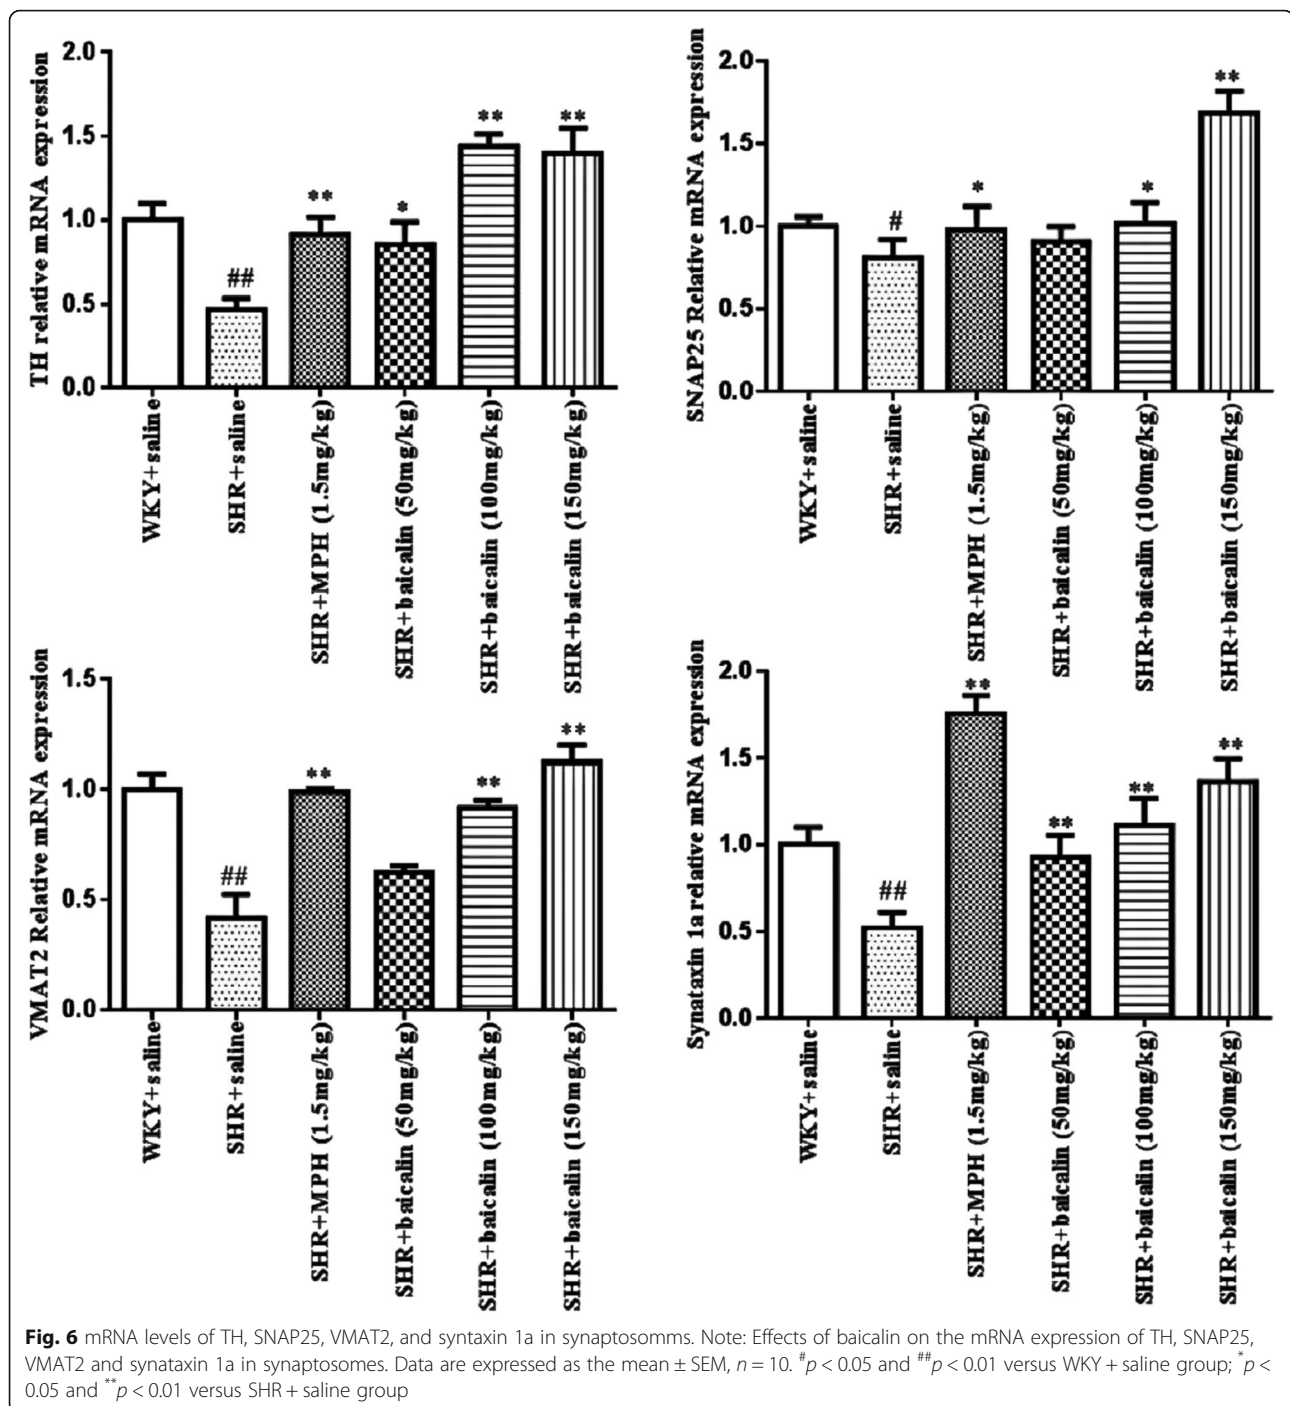 TH relative mRNA expression
2.0
1.5
1.0
0.5
0.0
##
**
*
**
**
WKY+saline
SHR+saline
SHR+MPH (1.5mg/kg)
SHR+baicalin (50mg/kg)
SHR+baicalin (100mg/kg)
SHR+baicalin (150mg/kg)
SNAP25 Relative mRNA expression
2.0
1.5
1.0
0.5
0.0
#
*
*
**
WKY+saline
SHR+saline
SHR+MPH (1.5mg/kg)
SHR+baicalin (50mg/kg)
SHR+baicalin (100mg/kg)
SHR+baicalin (150mg/kg)
VMAT2 Relative mRNA expression
1.5
1.0
0.5
0.0
##
**
**
**
WKY+saline
SHR+saline
SHR+MPH (1.5mg/kg)
SHR+baicalin (50mg/kg)
SHR+baicalin (100mg/kg)
SHR+baicalin (150mg/kg)
Synataxin 1a relative mRNA expression
2.0
1.5
1.0
0.5
0.0
##
**
**
**
**
WKY+saline
SHR+saline
SHR+MPH (1.5mg/kg)
SHR+baicalin (50mg/kg)
SHR+baicalin (100mg/kg)
SHR+baicalin (150mg/kg)
Fig. 6 mRNA levels of TH, SNAP25, VMAT2, and syntaxin 1a in synaptosomms. Note: Effects of baicalin on the mRNA expression of TH, SNAP25,
VMAT2 and synataxin 1a in synaptosomes. Data are expressed as the mean ± SEM, n = 10. #p < 0.05 and ##p < 0.01 versus WKY + saline group; *p <
0.05 and **p < 0.01 versus SHR + saline group